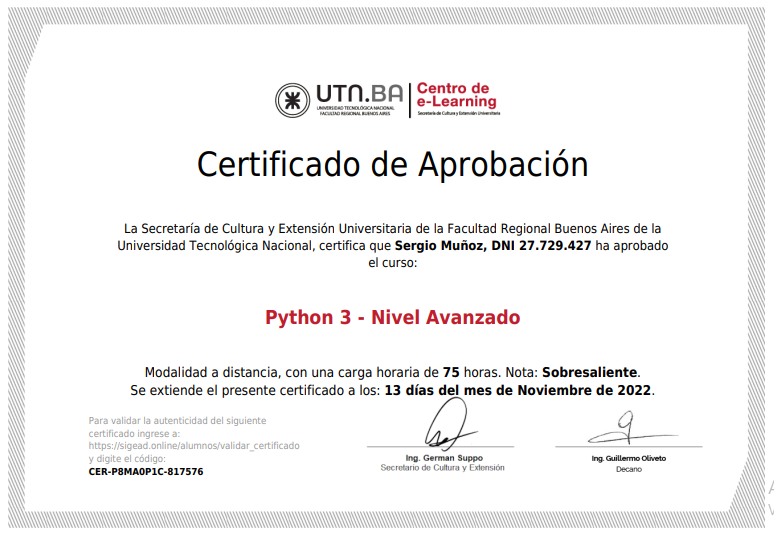 UTN.BA
UNIVERSIDAD TECNOLÓGICA NACIONAL
FACULTAD REGIONAL BUENOS AIRES
Centro de
e-Learning
Secretaría de Cultura y Extensión Universitaria
Certificado de Aprobación
La Secretaría de Cultura y Extensión Universitaria de la Facultad Regional Buenos Aires de la
Universidad Tecnológica Nacional, certifica que Sergio Muñoz, DNI 27.729.427 ha aprobado
el curso:
Python 3 - Nivel Avanzado
Modalidad a distancia, con una carga horaria de 75 horas. Nota: Sobresaliente.
Se extiende el presente certificado a los: 13 días del mes de Noviembre de 2022.
Para validar la autenticidad del siguiente
certificado ingrese a:
https://sigead.online/alumnos/validar_certificado
y digite el código:
CER-P8MA0P1C-817576
Ing. German Suppo
Secretario de Cultura y Extensión
Ing. Guillermo Oliveto
Decano